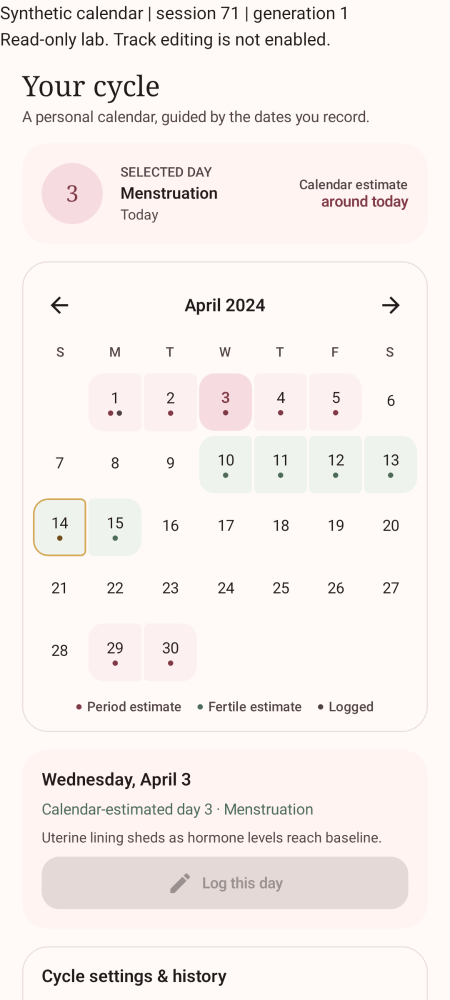 Synthetic calendar | session 71 | generation 1
Read-only lab. Track editing is not enabled.
Your cycle
A personal calendar, guided by the dates you record.
3
SELECTED DAY
Menstruation
Today
Calendar estimate
around today
April 2024
S M T W T F S
1 2 3 4 5 6
7 8 9 10 11 12 13
14 15 16 17 18 19 20
21 22 23 24 25 26 27
28 29 30
Period estimate Fertile estimate Logged
Wednesday, April 3
Calendar-estimated day 3 · Menstruation
Uterine lining sheds as hormone levels reach baseline.
Log this day
Cycle settings & history